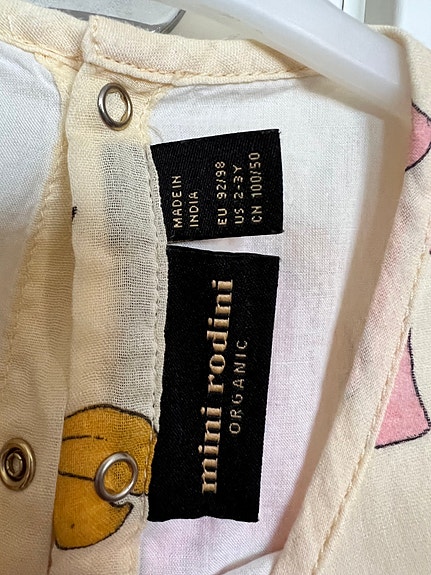 MADE IN
INDIA
EU 92/98
US 2-3Y
CN 100/50
mini rodini
ORGANIC